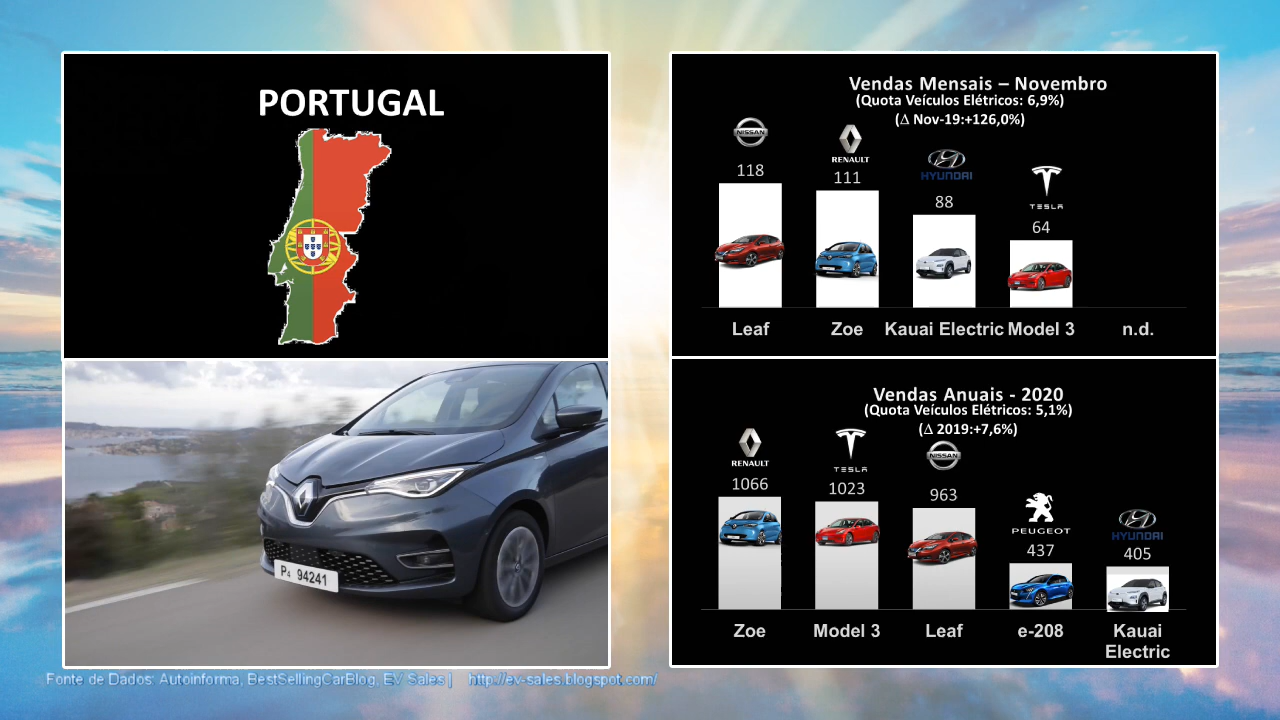 PORTUGAL
P4 94241
Vendas Mensais – Novembro
(Quota Veículos Elétricos: 6,9%)
(Δ Nov-19:+126,0%)
NISSAN
RENAULT
HYUNDAI
TESLA
118
111
88
64
Leaf
Zoe
Kauai Electric
Model 3
n.d.
Vendas Anuais - 2020
(Quota Veículos Elétricos: 5,1%)
(Δ 2019:+7,6%)
RENAULT
TESLA
NISSAN
PEUGEOT
HYUNDAI
1066
1023
963
437
405
Zoe
Model 3
Leaf
e-208
Kauai
Electric
Fonte de Dados: Autoinforma, BestSellingCarBlog, EV Sales | http://ev-sales.blogspot.com/